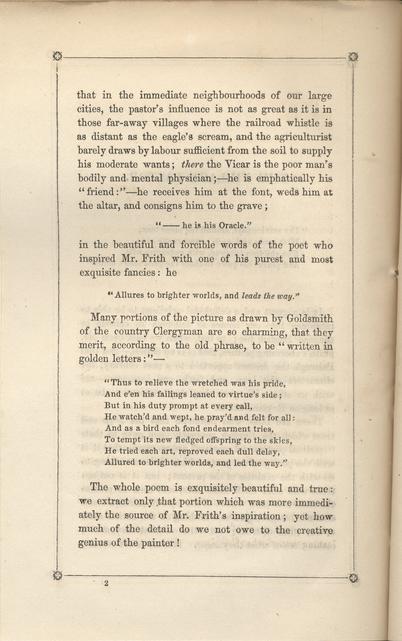 that in the immediate neighbourhoods of our large
cities, the pastor's influence is not as great as it is in
those far-away villages where the railroad whistle is
as distant as the eagle's scream, and the agriculturist
barely draws by labour sufficient from the soil to supply
his moderate wants; there the Vicar is the poor man's
bodily and mental physician;—he is emphatically his
"friend:"—he receives him at the font, weds him at
the altar, and consigns him to the grave;
"—— he is his Oracle."
in the beautiful and forcible words of the poet who
inspired Mr. Frith with one of his purest and most
exquisite fancies: he
"Allures to brighter worlds, and leads the way."
Many portions of the picture as drawn by Goldsmith
of the country Clergyman are so charming, that they
merit, according to the old phrase, to be "written in
golden letters:"—
"Thus to relieve the wretched was his pride,
And e'en his failings leaned to virtue's side;
But in his duty prompt at every call,
He watch'd and wept, he pray'd and felt for all:
And as a bird each fond endearment tries,
To tempt its new fledged offspring to the skies,
He tried each art, reproved each dull delay,
Allured to brighter worlds, and led the way."
The whole poem is exquisitely beautiful and true:
we extract only that portion which was more immedi-
ately the source of Mr. Frith's inspiration; yet how
much of the detail do we not owe to the creative
genius of the painter!
2